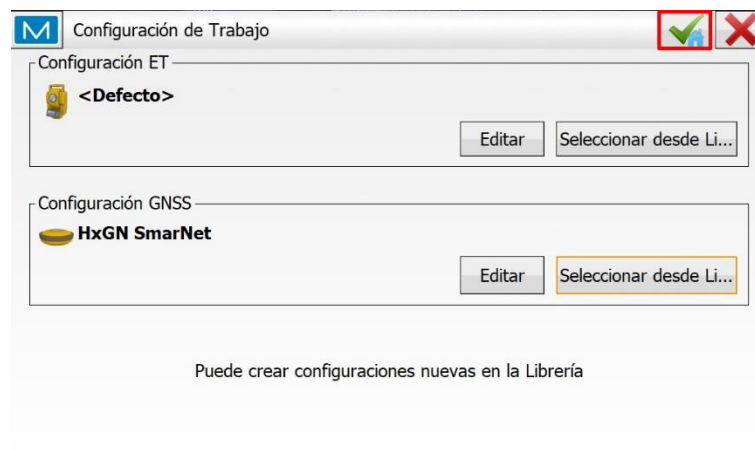 M Configuración de Trabajo
Configuración ET
<Defecto>
Editar Seleccionar desde Li...
Configuración GNSS
HxGN SmarNet
Editar Seleccionar desde Li...
Puede crear configuraciones nuevas en la Librería